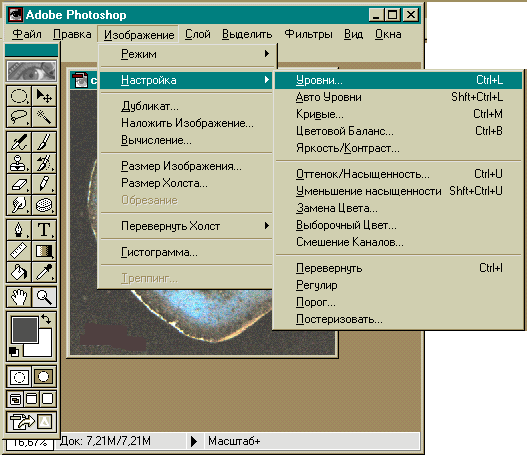 Adobe Photoshop
Файл Правка Изображение Слой Выделить Фильтры Вид Окна
Режим
Настройка
Дубликат...
Наложить Изображение...
Вычисление...
Размер Изображения...
Размер Холста...
Обрезание
Перевернуть Холст
Гистограмма...
Треппинг...
Уровни... Ctrl+L
Авто Уровни Shft+Ctrl+L
Кривые... Ctrl+M
Цветовой Баланс... Ctrl+B
Яркость/Контраст...
Оттенок/Насыщенность... Ctrl+U
Уменьшение насыщенности Shft+Ctrl+U
Замена Цвета...
Выборочный Цвет...
Смешение Каналов...
Перевернуть Ctrl+I
Регулир
Порог...
Постеризовать...
16,67% Док: 7,21M/7,21M Масштаб+